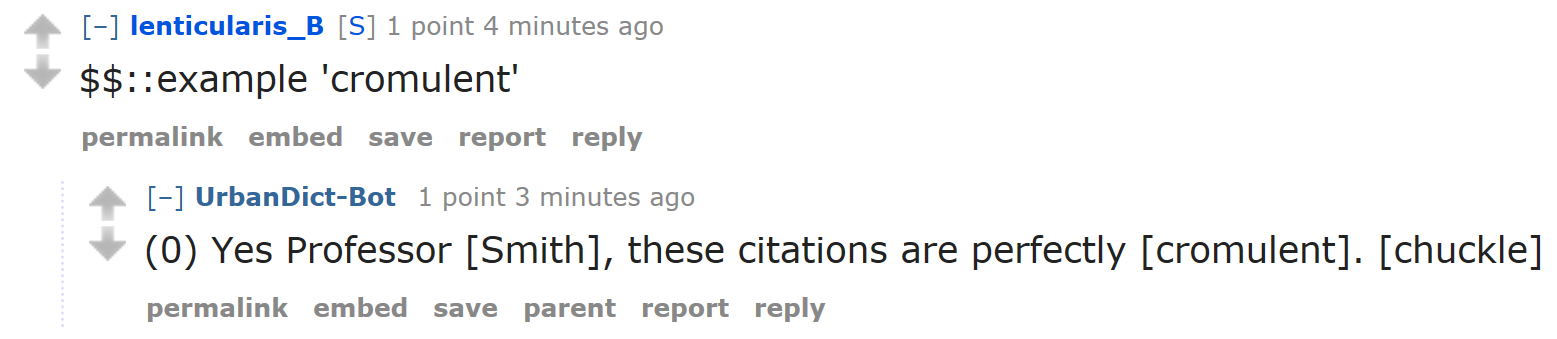 [–] lenticularis_B [S] 1 point 4 minutes ago
$$::example 'cromulent'
permalink embed save report reply
[–] UrbanDict-Bot 1 point 3 minutes ago
(0) Yes Professor [Smith], these citations are perfectly [cromulent]. [chuckle]
permalink embed save parent report reply